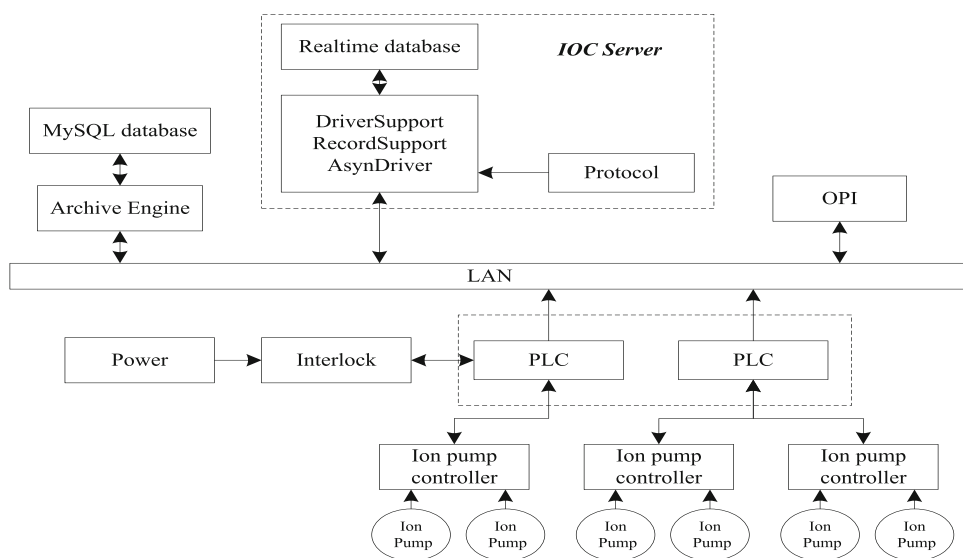 Realtime database
IOC Server
MySQL database
DriverSupport
RecordSupport
AsynDriver
Protocol
Archive Engine
OPI
LAN
Power
Interlock
PLC
PLC
Ion pump
controller
Ion pump
controller
Ion pump
controller
Ion
Pump
Ion
Pump
Ion
Pump
Ion
Pump
Ion
Pump
Ion
Pump